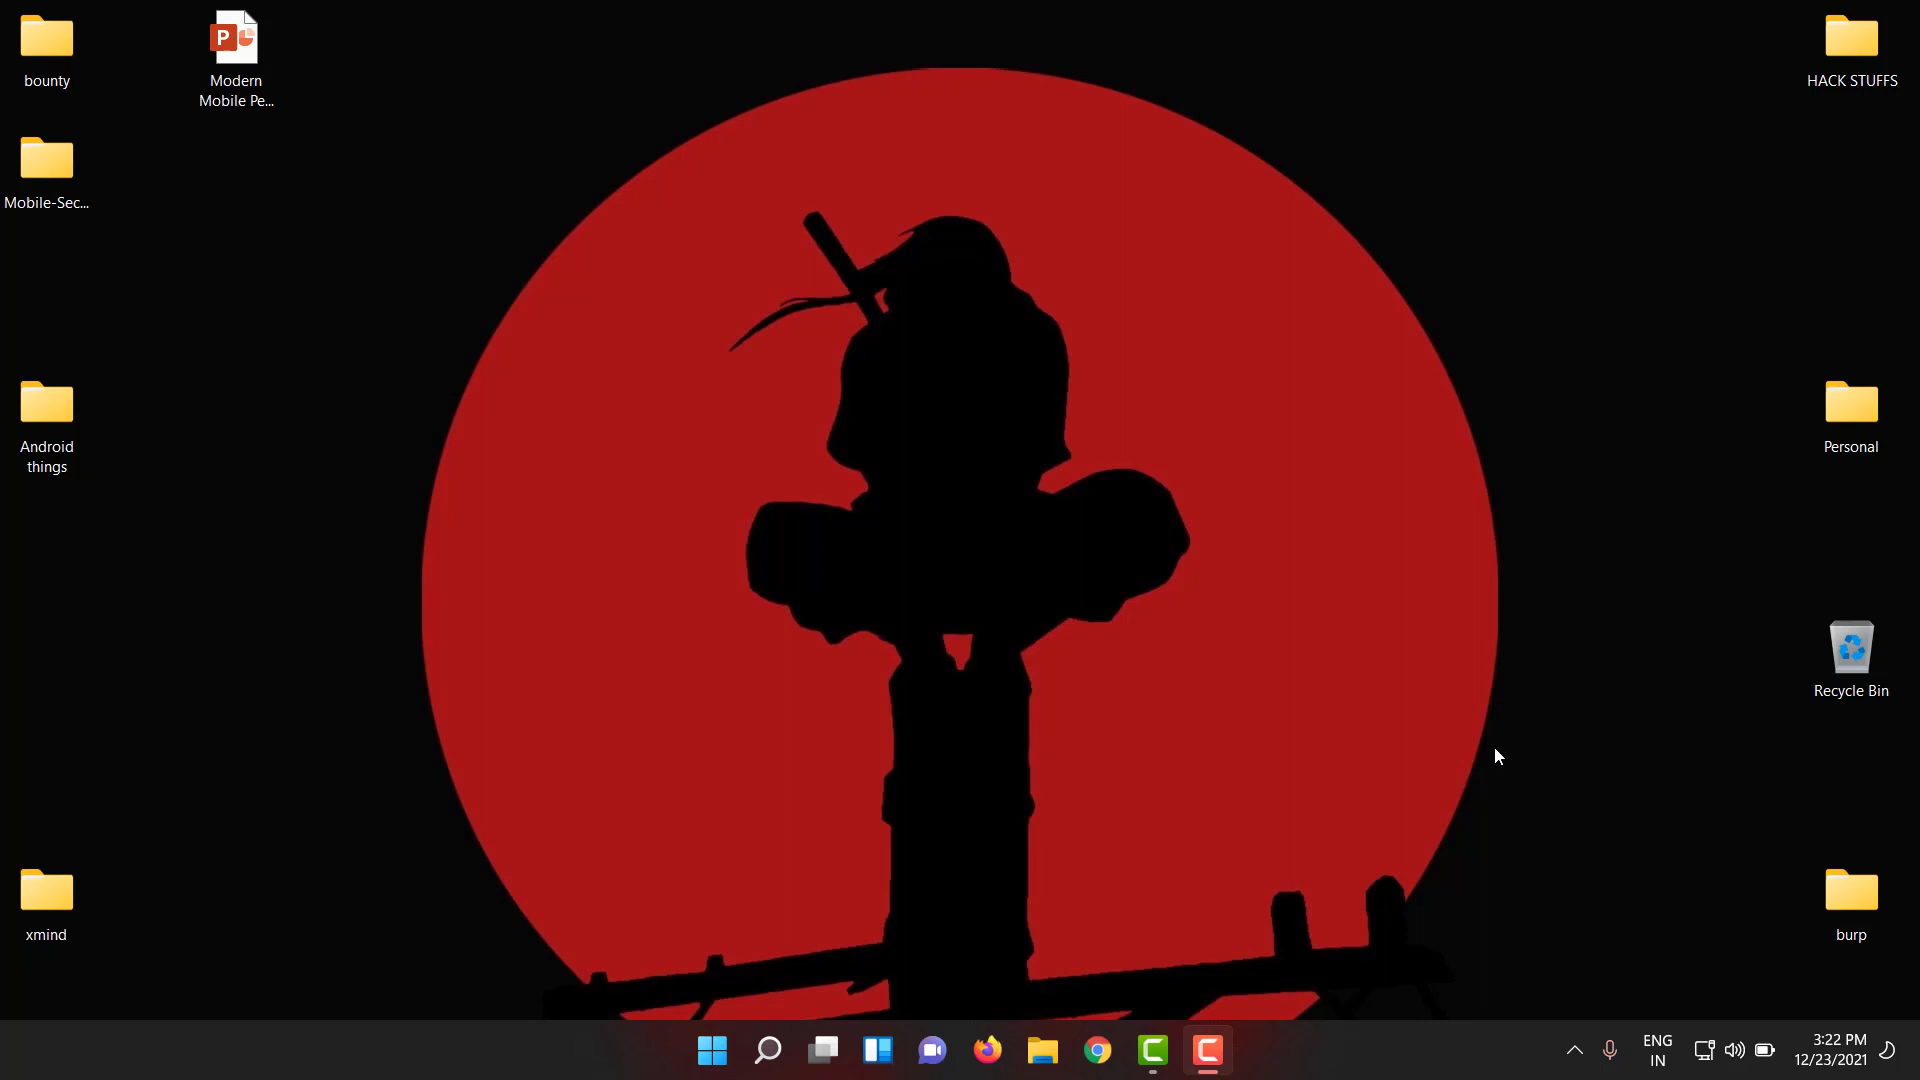 bounty
Modern
Mobile Pe...
HACK STUFFS
Mobile-Sec...
Android
things
Personal
Recycle Bin
xmind
burp
ENG
IN
3:22 PM
12/23/2021